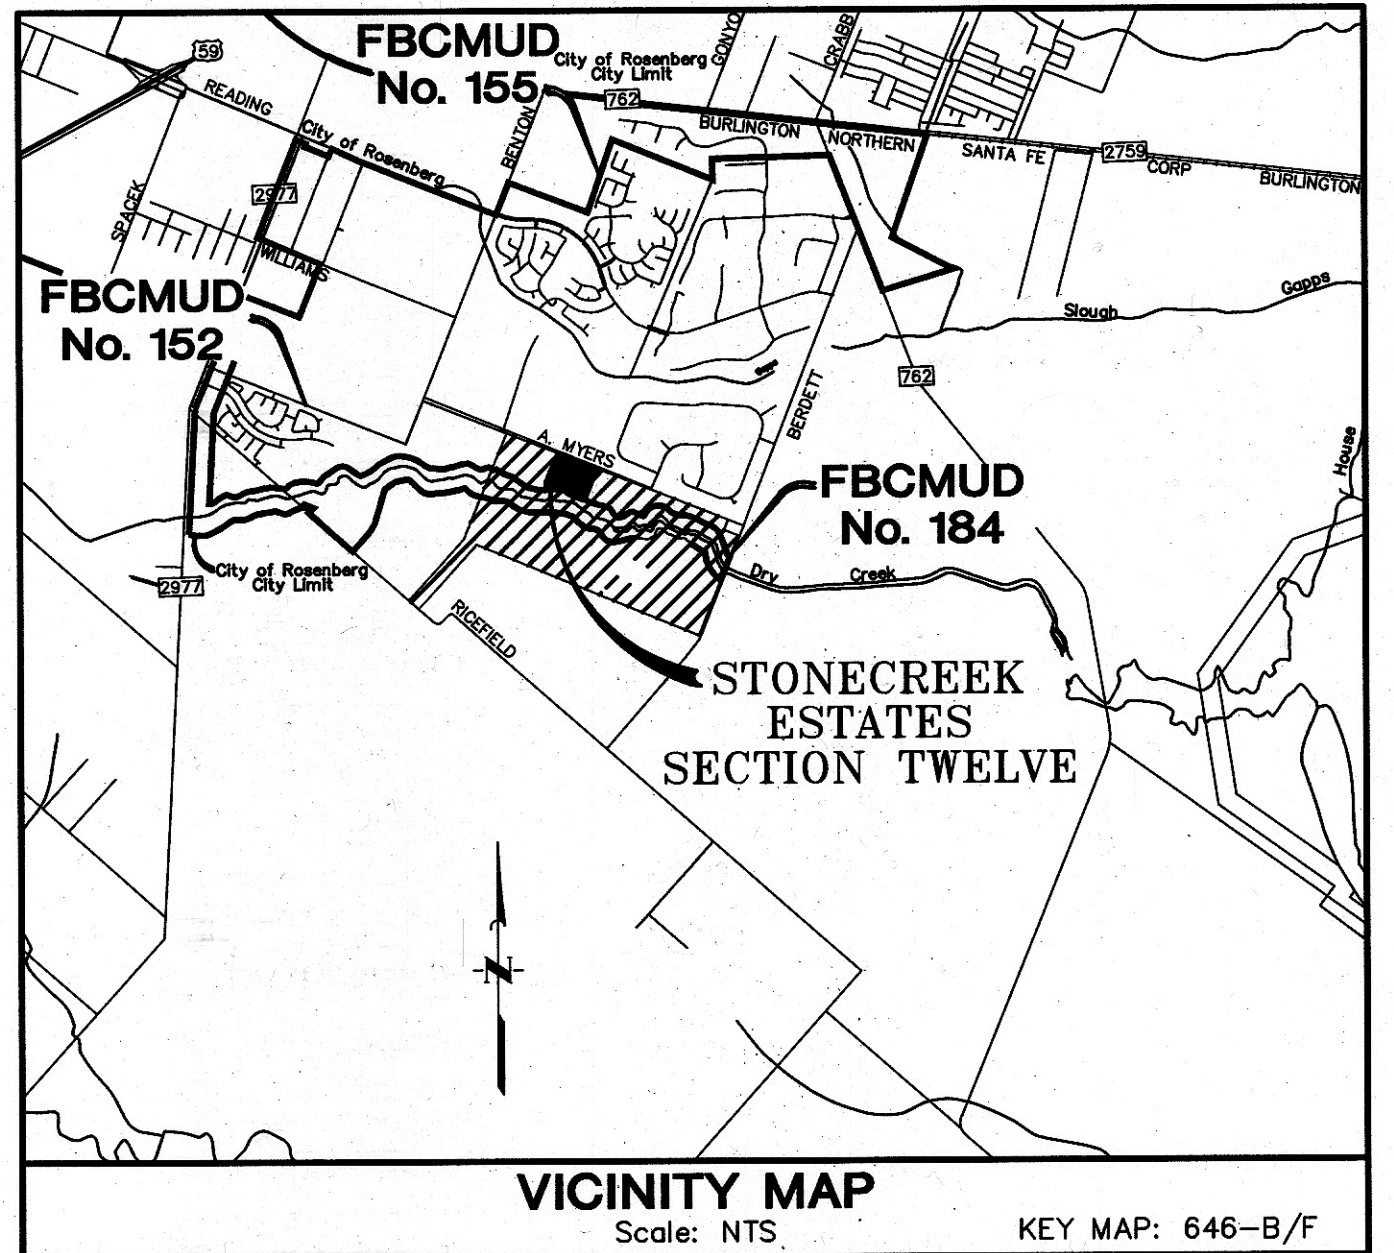 59
FBCMUD
No. 155
City of Rosenberg
City Limit
GONYO
CRABB
762
READING
City of Rosenberg
BENTON
BURLINGTON
NORTHERN
SANTA FE
2759
CORP
BURLINGTON
2977
SPACEK
WILLIAMS
FBCMUD
No. 152
Slough
Gapps
762
BERDETT
A. MYERS
House
FBCMUD
No. 184
City of Rosenberg
City Limit
2977
Dry
Creek
RICEFIELD
STONECREEK
ESTATES
SECTION TWELVE
N
VICINITY MAP
Scale: NTS
KEY MAP: 646-B/F